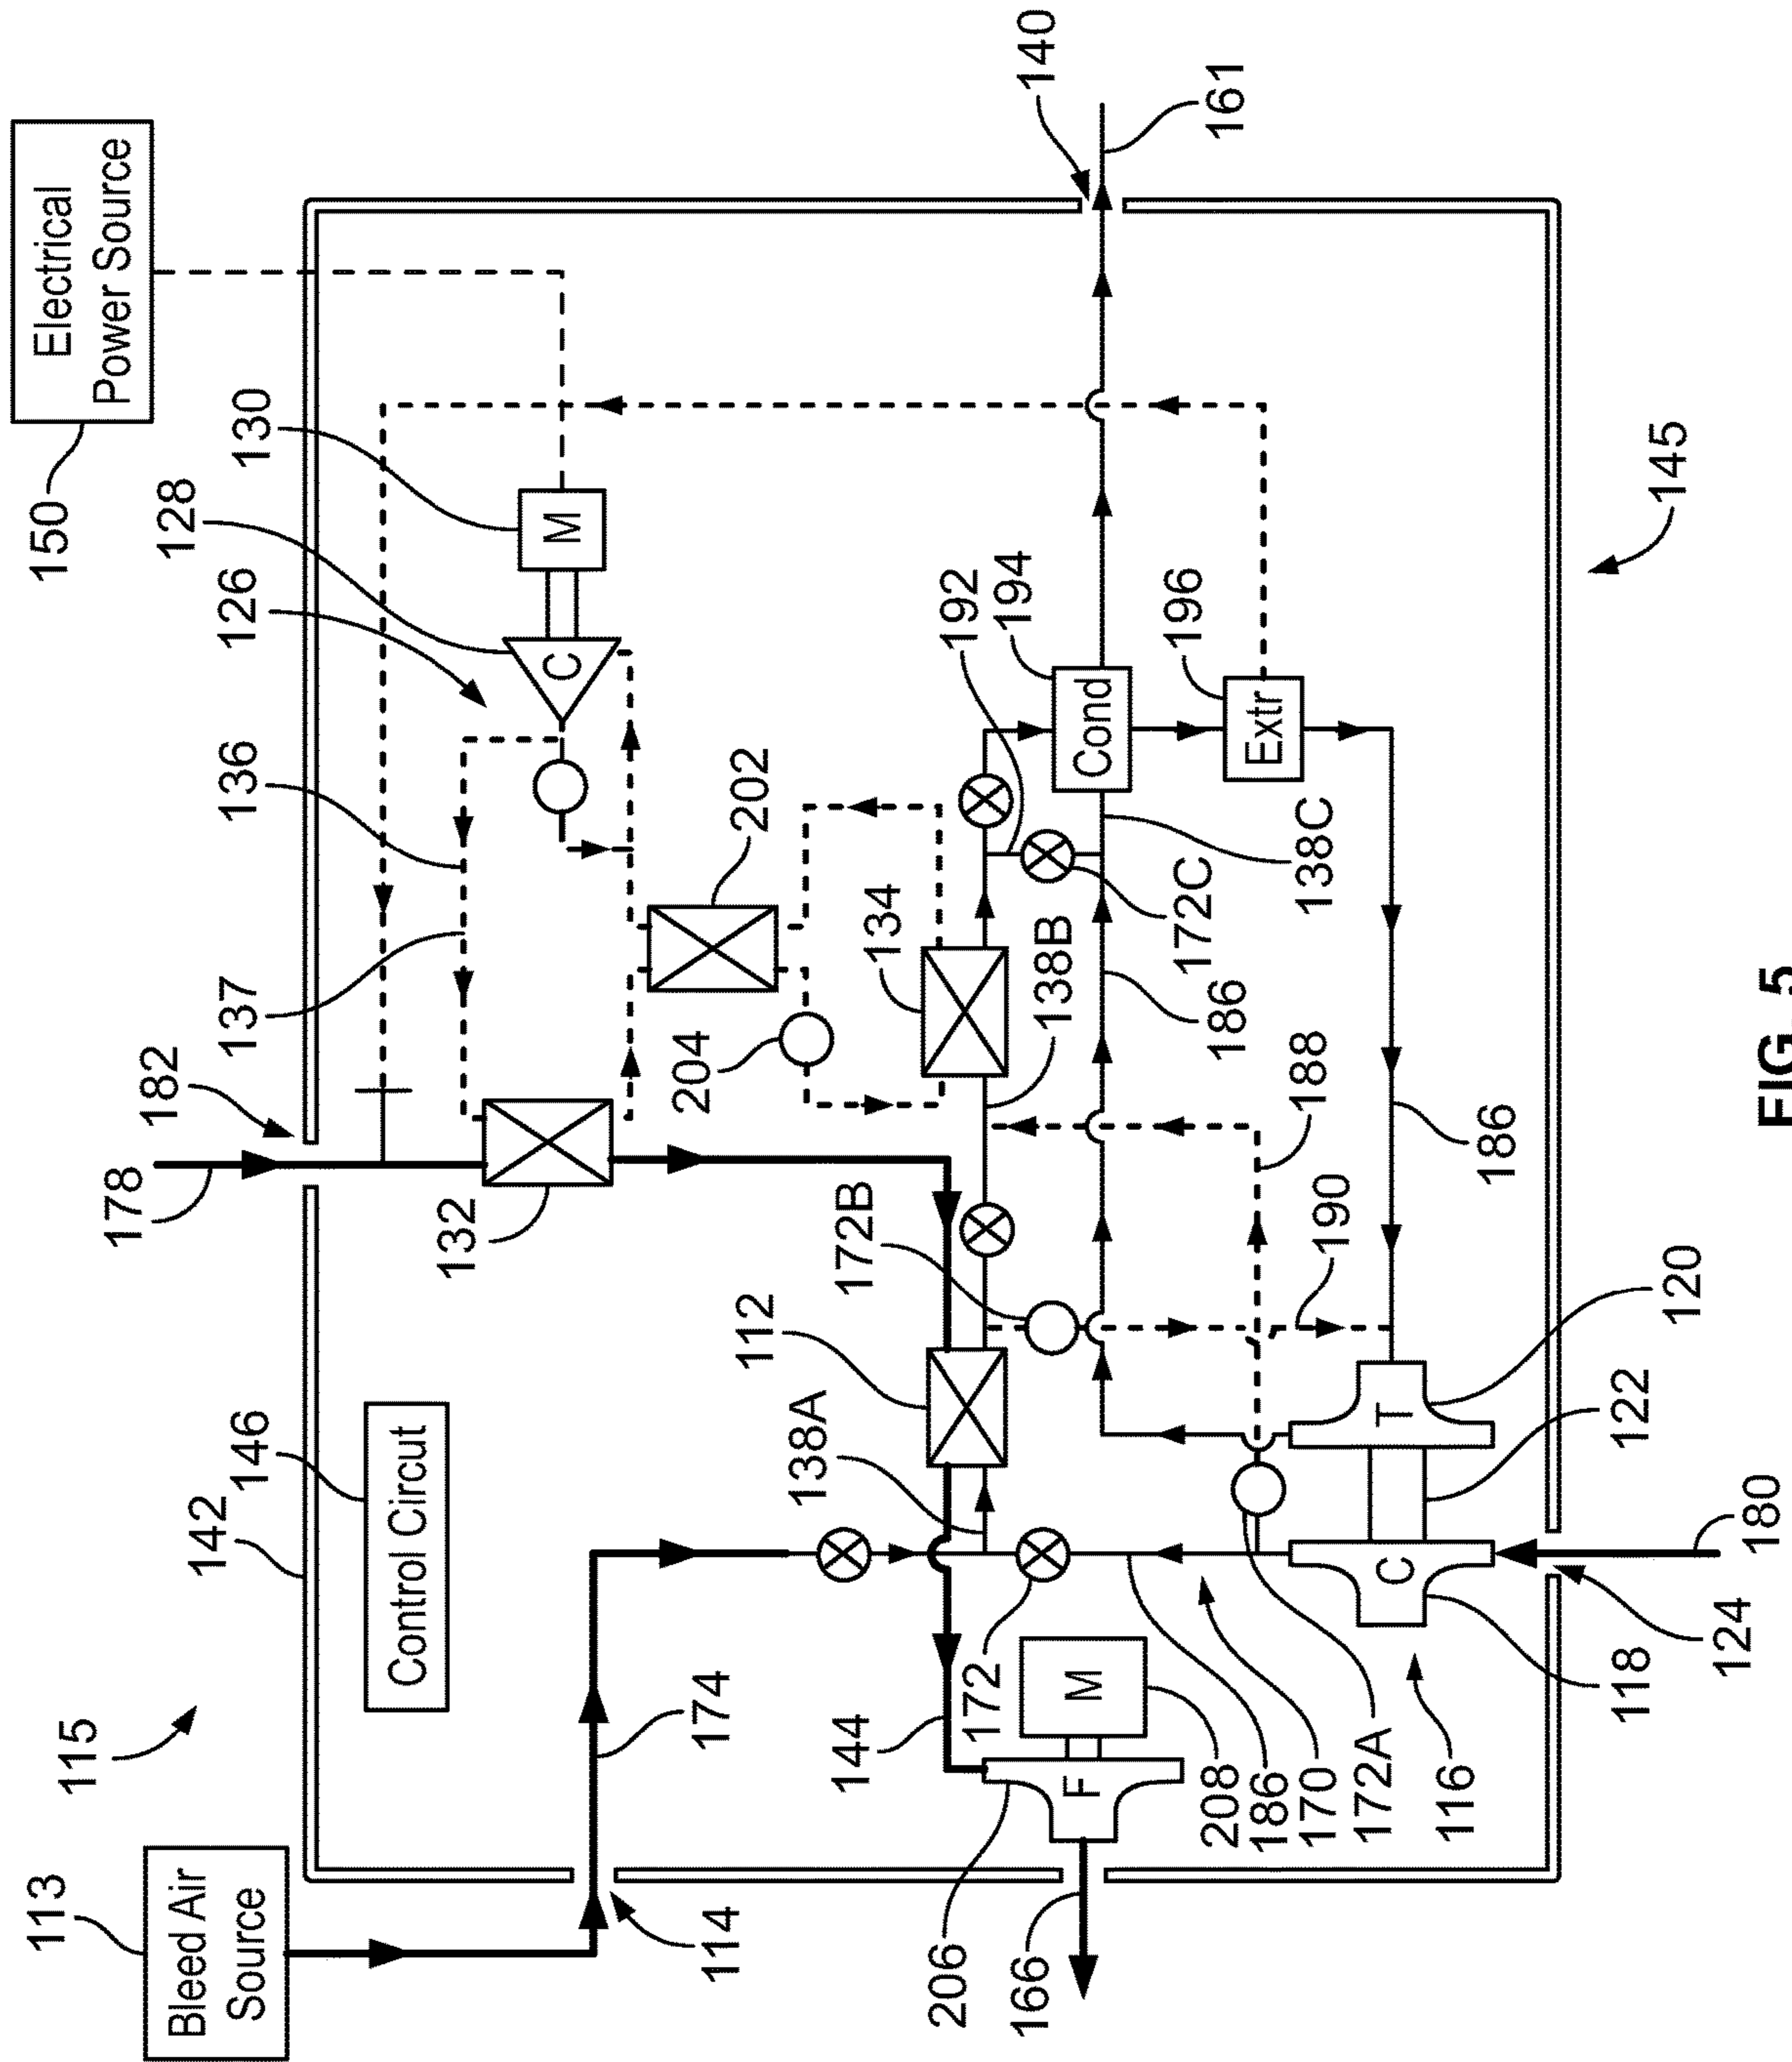 Electrical
Power Source
150
130
128
126
136
137
182
178
132
202
204
134
192
194
196
140
161
145
138B
138C
172C
186
188
186
190
172B
112
138A
120
122
180
124
118
116
172A
170
186
208
172
144
174
206
166
114
115
142
146
Control Circut
113
Bleed Air
Source
M
C
Cond
Extr
T
C
M
F
FIG. 5